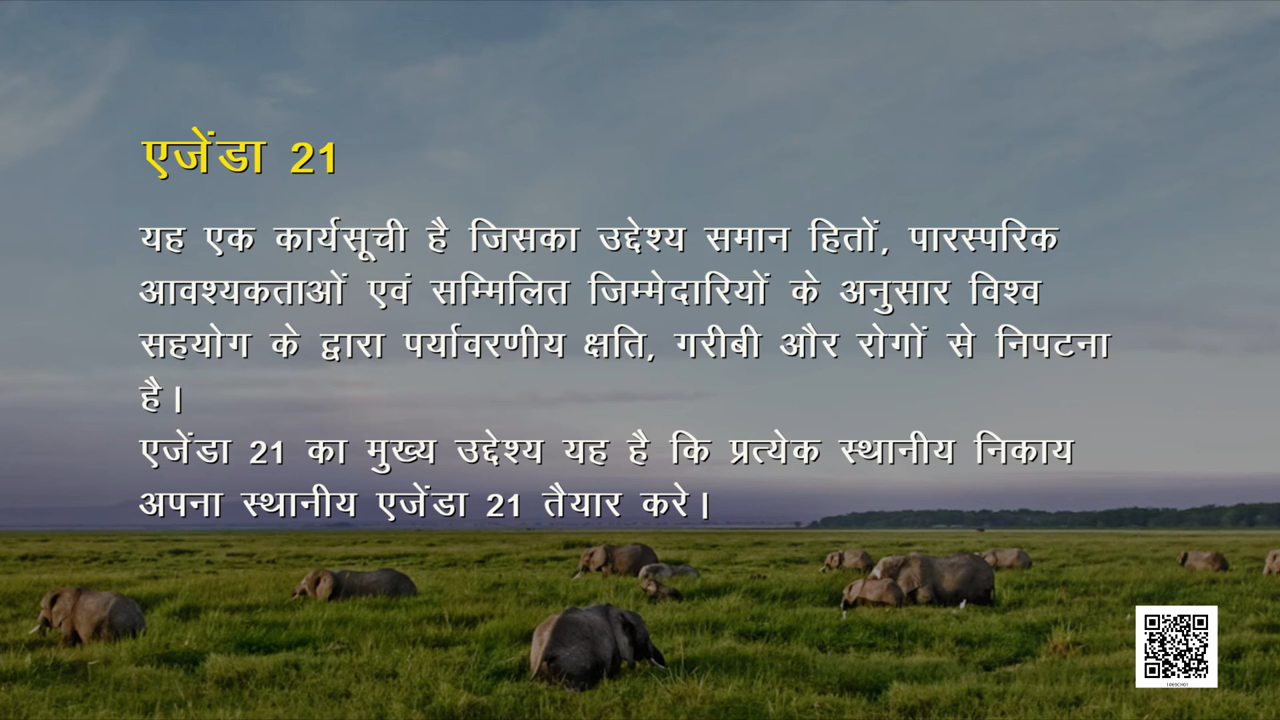 एजेंडा 21
यह एक कार्यसूची है जिसका उद्देश्य समान हितों, पारस्परिक
आवश्यकताओं एवं सम्मिलित जिम्मेदारियों के अनुसार विश्व
सहयोग के द्वारा पर्यावरणीय क्षति, गरीबी और रोगों से निपटना
है।
एजेंडा 21 का मुख्य उद्देश्य यह है कि प्रत्येक स्थानीय निकाय
अपना स्थानीय एजेंडा 21 तैयार करे।